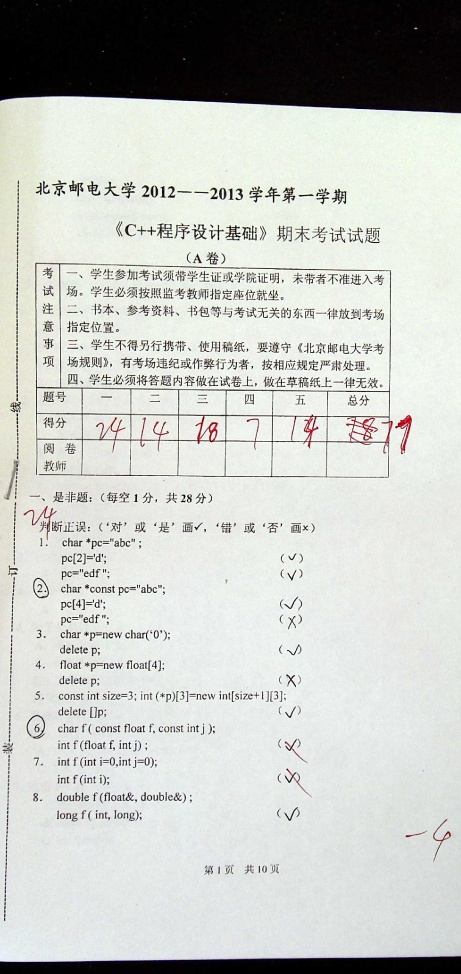 北京邮电大学 2012——2013 学年第一学期
《C++程序设计基础》期末考试试题
（A 卷）
考试注意事项
一、学生参加考试须带学生证或学院证明，未带者不准进入考
场。学生必须按照监考教师指定座位就坐。
二、书本、参考资料、书包等与考试无关的东西一律放到考场
指定位置。
三、学生不得另行携带、使用稿纸，要遵守《北京邮电大学考
场规则》，有考场违纪或作弊行为者，按相应规定严肃处理。
四、学生必须将答题内容做在试卷上，做在草稿纸上一律无效。
题号 一 二 三 四 五 总分
得分 24 14 18 7 14 77
阅卷
教师
一、是非题：（每空 1 分，共 28 分）
24
判断正误：（‘对’或‘是’画✓，‘错’或‘否’画×）
1. char *pc="abc" ;
pc[2]='d'; (✓)
pc="edf "; (✓)
2. char *const pc="abc";
pc[4]='d'; (✓)
pc="edf "; (×)
3. char *p=new char(‘0’);
delete p; (✓)
4. float *p=new float[4];
delete p; (×)
5. const int size=3; int (*p)[3]=new int[size+1][3];
delete []p; (✓)
6. char f ( const float f, const int j );
int f (float f, int j) ; (✓)
7. int f (int i=0,int j=0);
int f (int i); (✓)
8. double f (float&, double&) ;
long f ( int, long); (✓)
-4
第 1 页 共 10 页
装
订
线